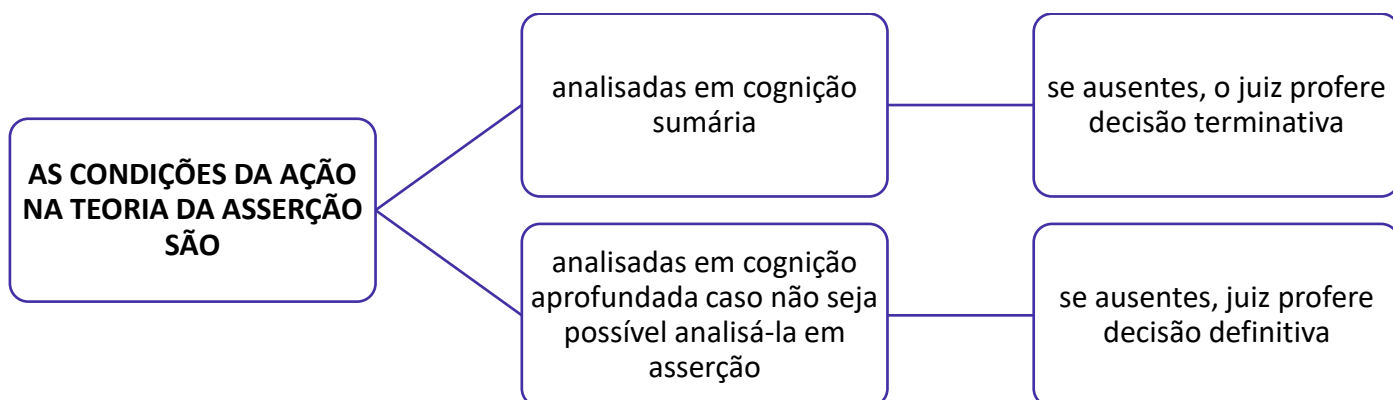 AS CONDIÇÕES DA AÇÃO
NA TEORIA DA ASSERÇÃO
SÃO
analisadas em cognição
sumária
se ausentes, o juiz profere
decisão terminativa
analisadas em cognição
aprofundada caso não seja
possível analisá-la em
asserção
se ausentes, juiz profere
decisão definitiva